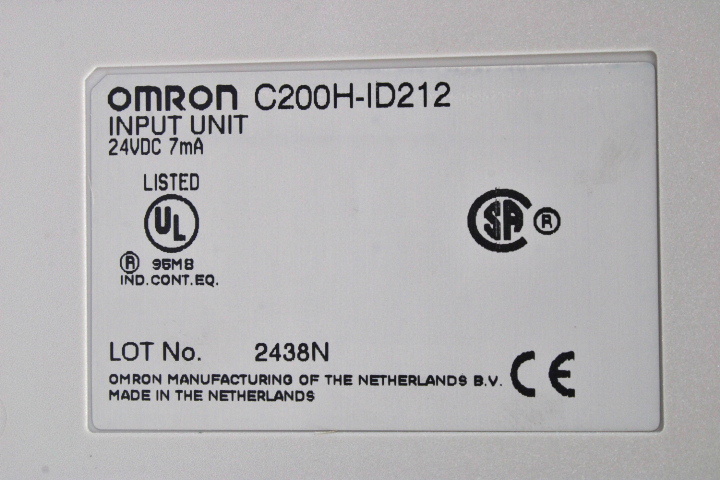 OMRON C200H-ID212
INPUT UNIT
24VDC 7mA
LISTED
UL
SA ®
® 95M8
IND.CONT.EQ.
LOT No. 2438N
OMRON MANUFACTURING OF THE NETHERLANDS B.V. CE
MADE IN THE NETHERLANDS